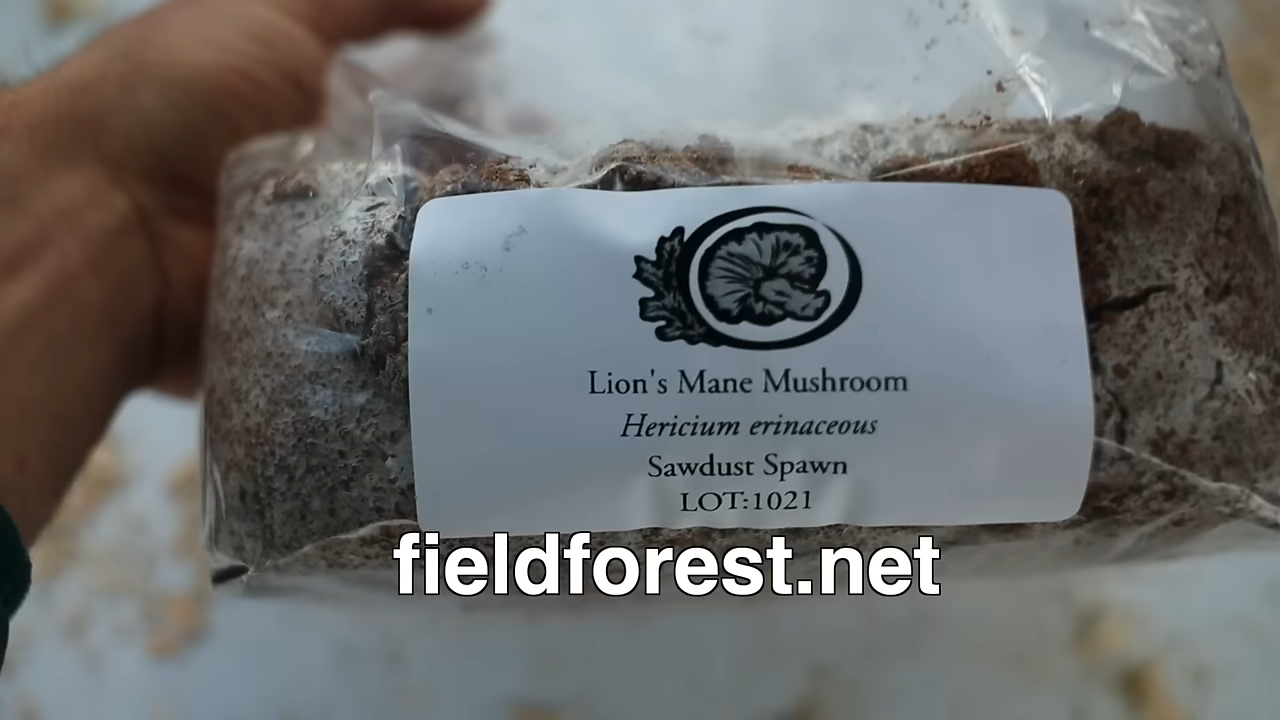 Lion's Mane Mushroom
Hericium erinaceous
Sawdust Spawn
LOT:1021
fieldforest.net